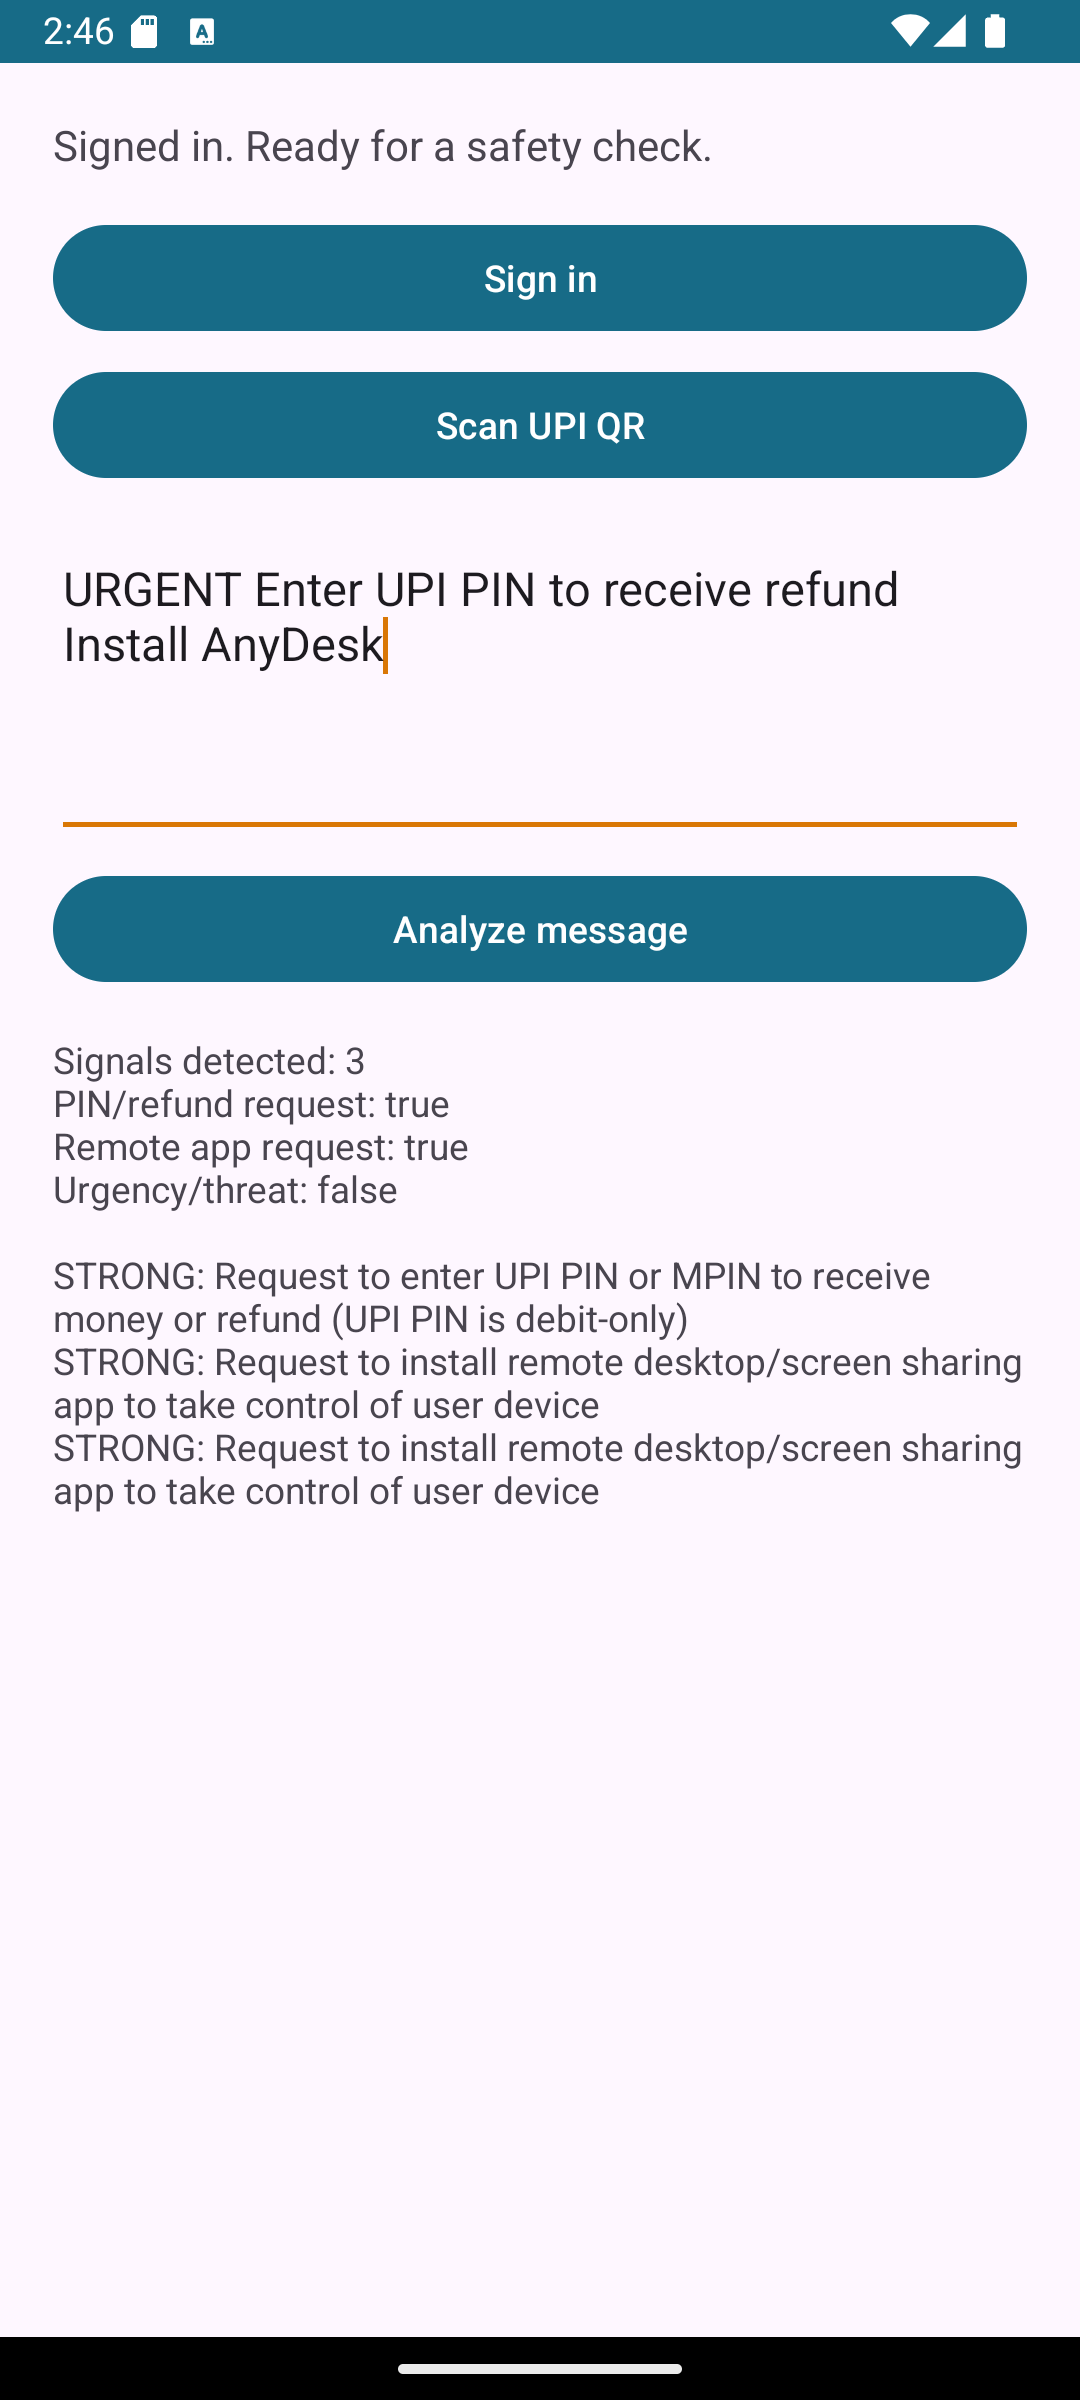 2:46
Signed in. Ready for a safety check.
Sign in
Scan UPI QR
URGENT Enter UPI PIN to receive refund
Install AnyDesk
Analyze message
Signals detected: 3
PIN/refund request: true
Remote app request: true
Urgency/threat: false
STRONG: Request to enter UPI PIN or MPIN to receive
money or refund (UPI PIN is debit-only)
STRONG: Request to install remote desktop/screen sharing
app to take control of user device
STRONG: Request to install remote desktop/screen sharing
app to take control of user device